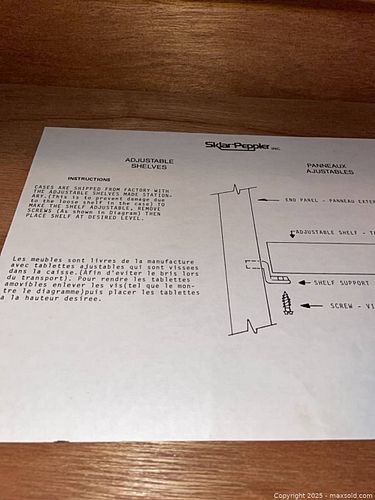 Sklar-Peppler INC.
ADJUSTABLE
SHELVES
PANNEAUX
AJUSTABLES
INSTRUCTIONS
CASES ARE SHIPPED FROM FACTORY WITH
THE ADJUSTABLE SHELVES MADE STATION-
ARY.(This is to prevent damage due
to the loose shelf in the case) TO
MAKE THE SHELF ADJUSTABLE, REMOVE
SCREWS (As shown in Diagram) THEN
PLACE SHELF AT DESIRED LEVEL.
Les meubles sont livres de la manufacture
avec tablettes ajustables qui sont vissees
dans la caisse.(Afin d'eviter le bris lors
du transport). Pour rendre les tablettes
amovibles enlever les vis(tel que le mon-
tre le diagramme)puis placer les tablettes
a la hauteur desiree.
END PANEL - PANNEAU EXTER
ADJUSTABLE SHELF - T
SHELF SUPPORT
SCREW - VI
Copyright 2025 - maxsold.com